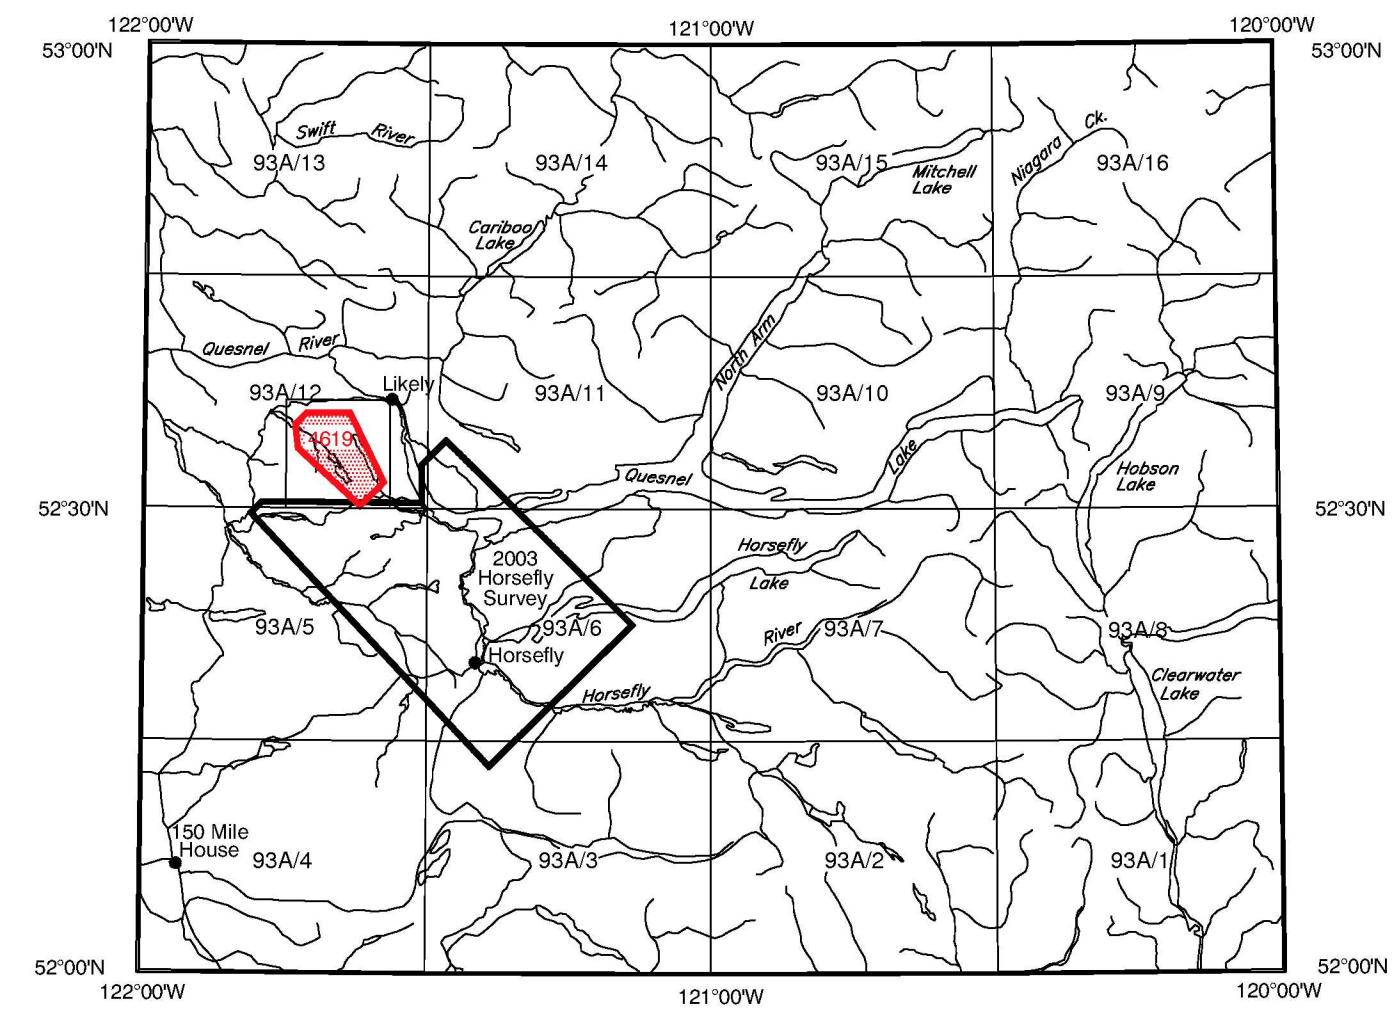 122°00'W
121°00'W
120°00'W
53°00'N
53°00'N
Swift River
93A/13
93A/14
93A/15
Mitchell
Lake
Niagara Ck.
93A/16
Cariboo
Lake
Quesnel River
North Arm
93A/12
Likely
93A/11
93A/10
93A/9
4619
Quesnel
Lake
Hobson
Lake
52°30'N
52°30'N
2003
Horsefly
Survey
Horsefly
Lake
93A/5
93A/6
River
93A/7
93A/8
Horsefly
Horsefly
Clearwater
Lake
150 Mile
House
93A/4
93A/3
93A/2
93A/1
52°00'N
52°00'N
122°00'W
121°00'W
120°00'W